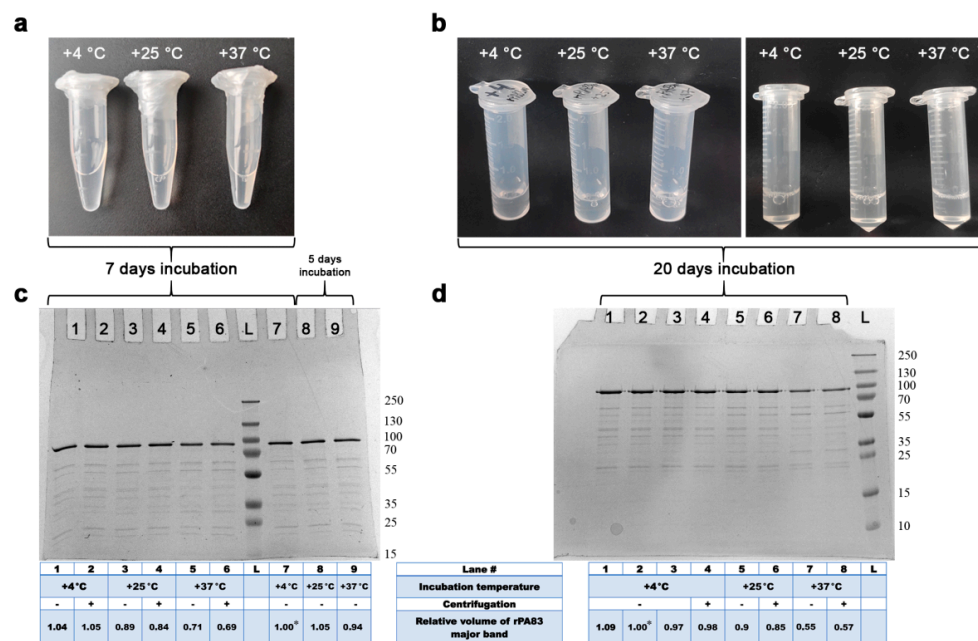 a
+4 °C +25 °C +37 °C
7 days incubation
5 days incubation
b
+4 °C +25 °C +37 °C
+4 °C +25 °C +37 °C
20 days incubation
c
1 2 3 4 5 6 L 7 8 9
250
130
100
70
55
35
25
15
d
1 2 3 4 5 6 7 8 L
250
130
100
70
55
35
25
15
10
1 2 3 4 5 6 L 7 8 9
+4°C +25°C +37°C +4°C +25°C +37°C
- + - + - + - - -
1.04 1.05 0.89 0.84 0.71 0.69 1.00* 1.05 0.94
Lane #
Incubation temperature
Centrifugation
Relative volume of rPA83 major band
1 2 3 4 5 6 7 8 L
+4°C +25°C +37°C
- + - + - +
1.09 1.00* 0.97 0.98 0.9 0.85 0.55 0.57